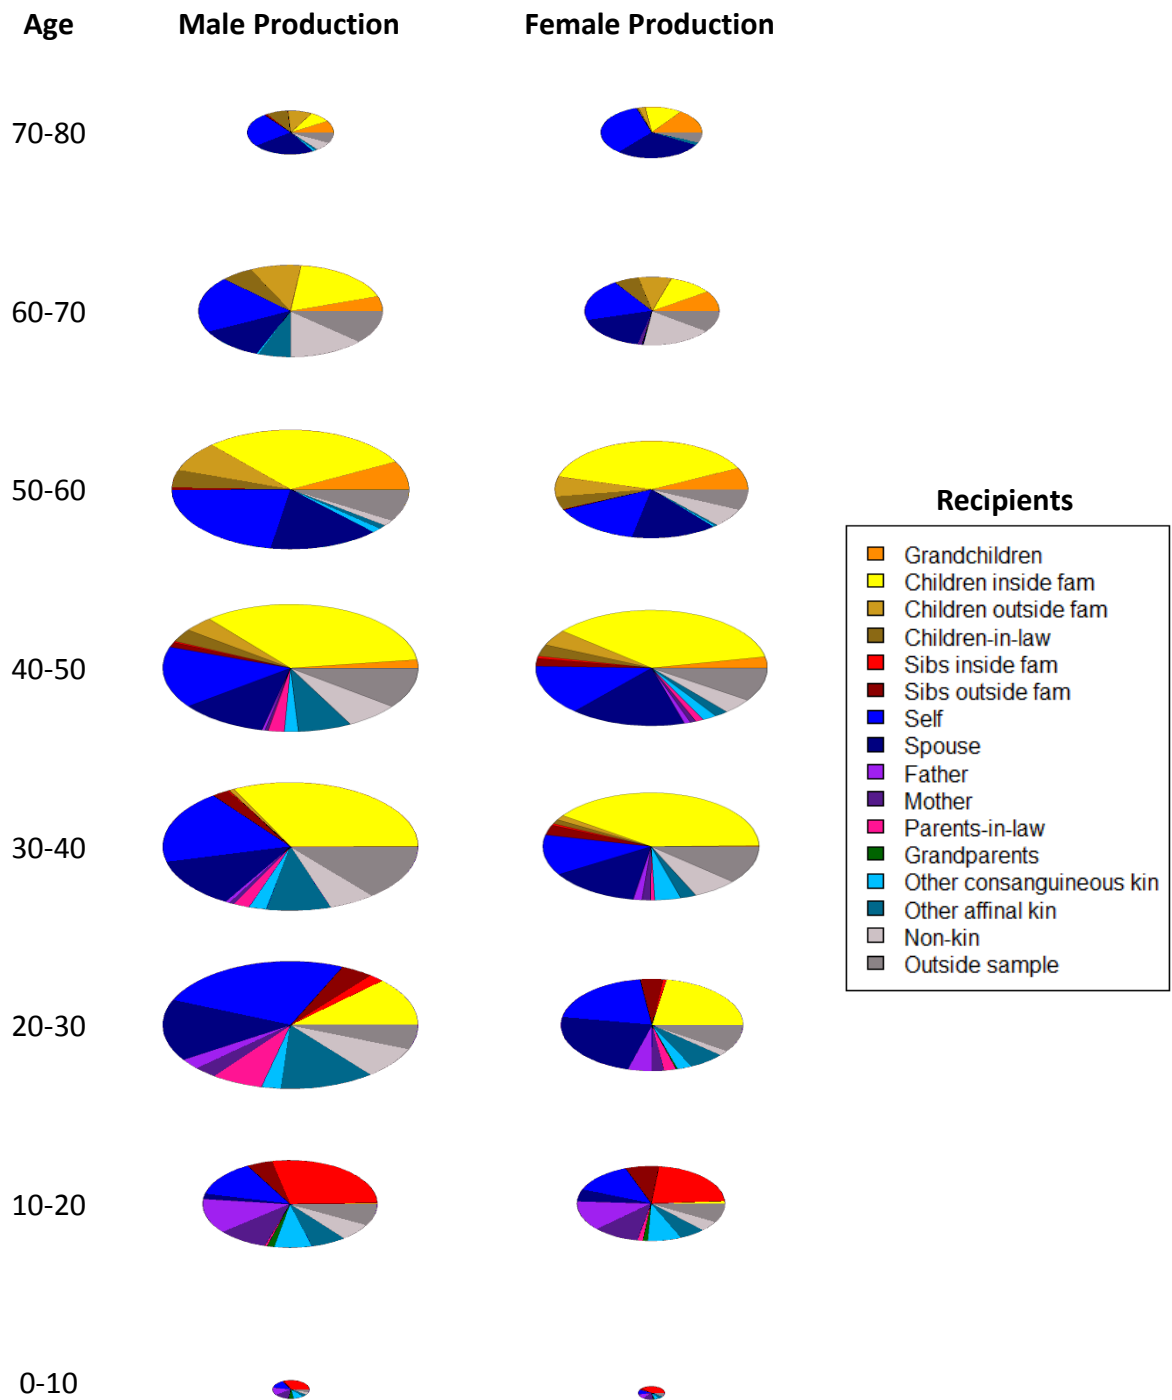 Age Male Production Female Production
70-80
60-70
50-60
40-50
30-40
20-30
10-20
0-10
Recipients
Grandchildren
Children inside fam
Children outside fam
Children-in-law
Sibs inside fam
Sibs outside fam
Self
Spouse
Father
Mother
Parents-in-law
Grandparents
Other consanguineous kin
Other affinal kin
Non-kin
Outside sample